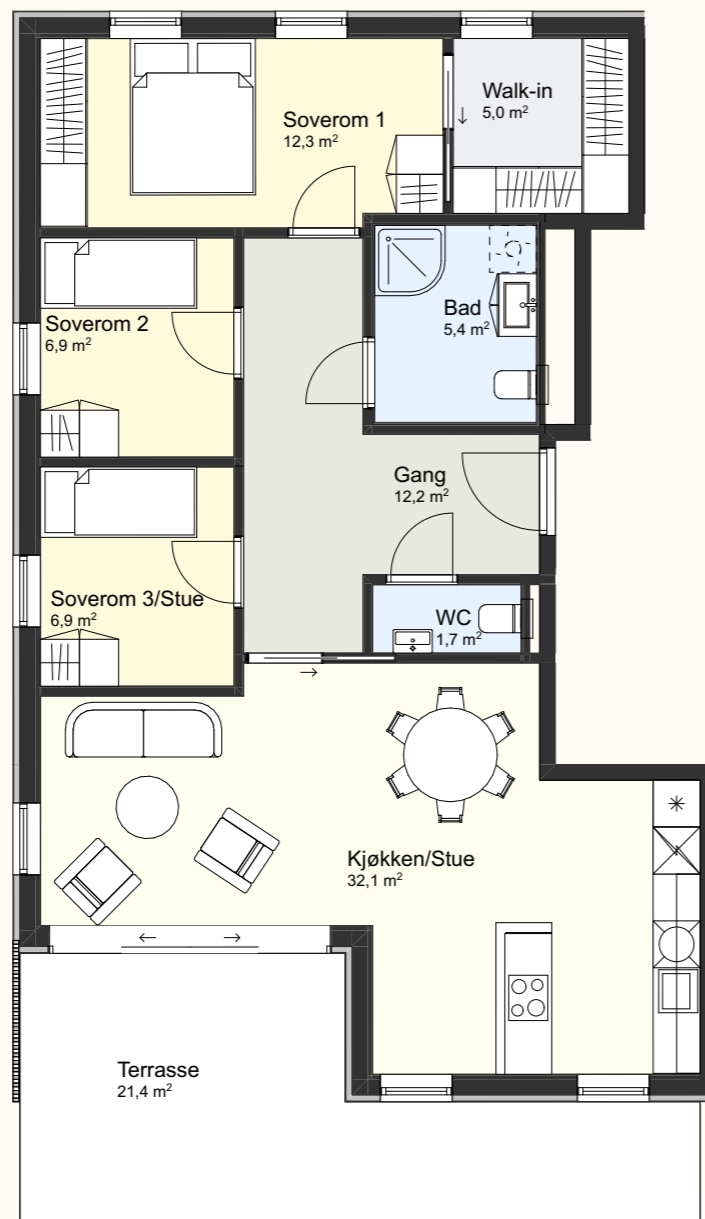 Soverom 1
12,3 m²
Walk-in
5,0 m²
Soverom 2
6,9 m²
Bad
5,4 m²
Gang
12,2 m²
Soverom 3/Stue
6,9 m²
WC
1,7 m²
Kjøkken/Stue
32,1 m²
Terrasse
21,4 m²